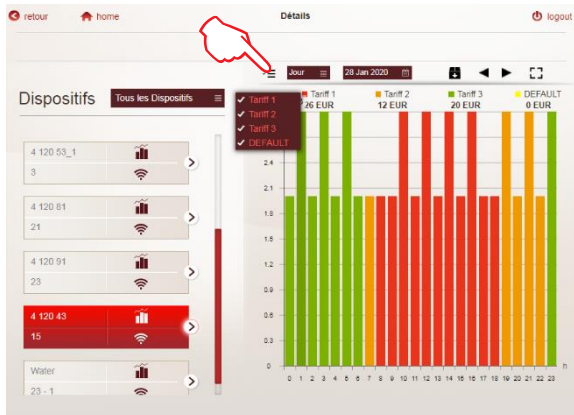 retour home Détails logout
Jour 28 Jan 2020
Dispositifs Tous les Dispositifs
Tariff 1
Tariff 2
Tariff 3
DEFAULT
Tariff 1 Tariff 2 Tariff 3 DEFAULT
26 EUR 12 EUR 20 EUR 0 EUR
4 120 53_1
3
4 120 81
21
4 120 91
23
4 120 43
15
Water
23 - 1
2.4
2.1
1.8
1.5
1.2
0.9
0.6
0.3
0
0 1 2 3 4 5 6 7 8 9 10 11 12 13 14 15 16 17 18 19 20 21 22 23 h